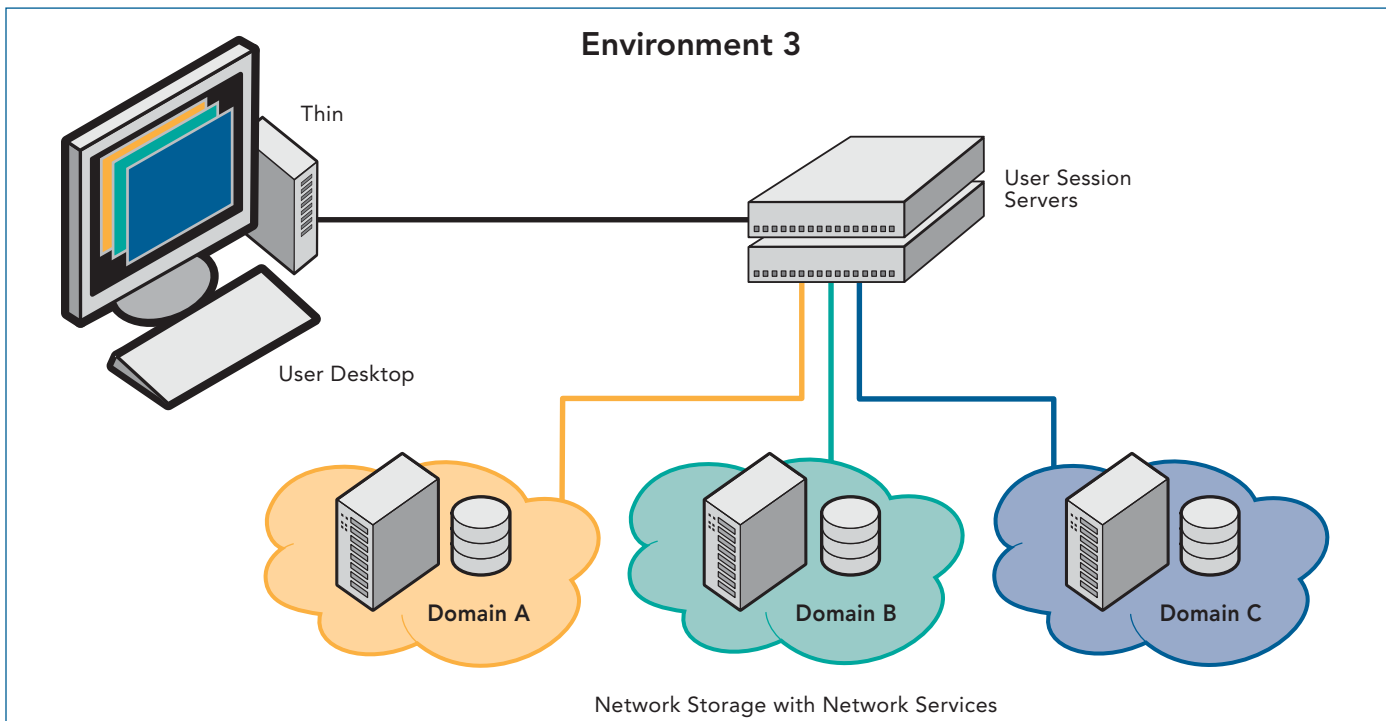 Environment 3
Thin
User Session
Servers
User Desktop
Domain A
Domain B
Domain C
Network Storage with Network Services